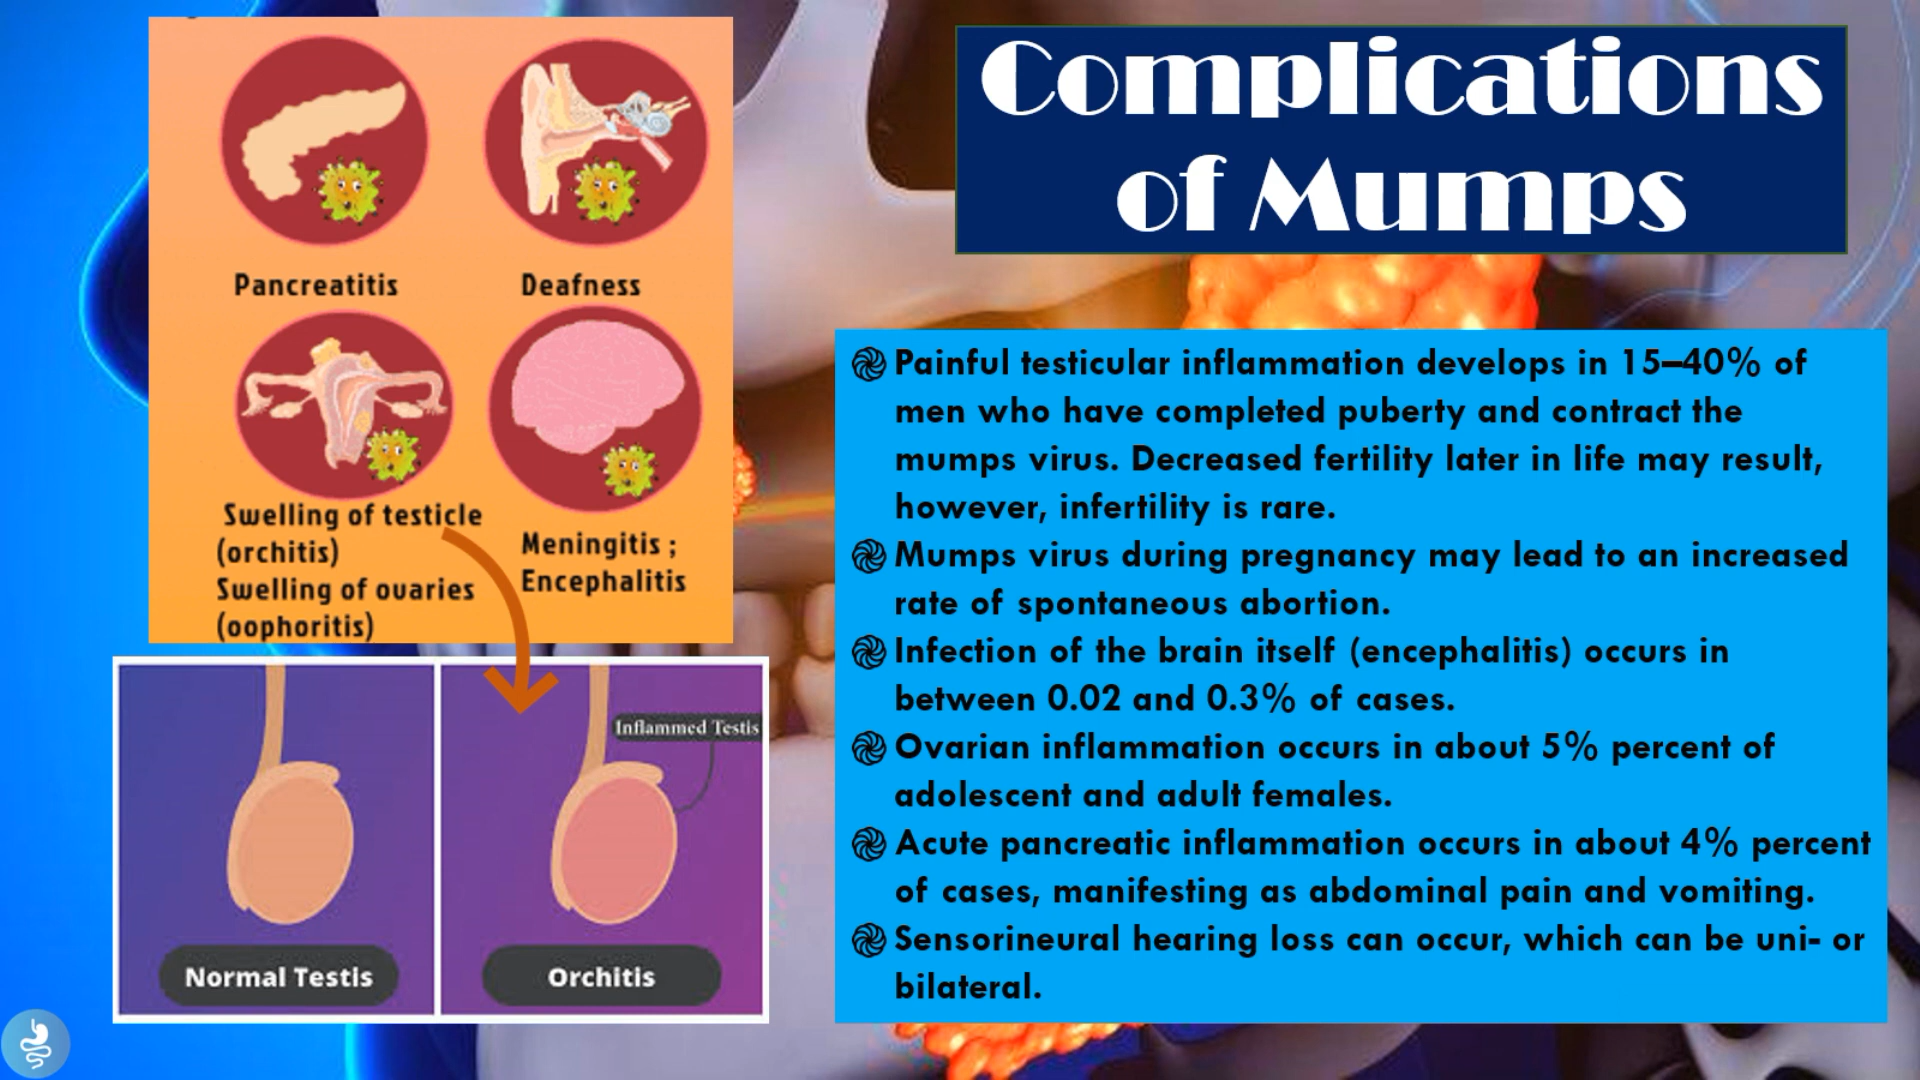 Complications
of Mumps
Pancreatitis
Deafness
Swelling of testicle
(orchitis)
Swelling of ovaries
(oophoritis)
Meningitis ;
Encephalitis
Inflammed Testis
Normal Testis
Orchitis
Painful testicular inflammation develops in 15–40% of
men who have completed puberty and contract the
mumps virus. Decreased fertility later in life may result,
however, infertility is rare.
Mumps virus during pregnancy may lead to an increased
rate of spontaneous abortion.
Infection of the brain itself (encephalitis) occurs in
between 0.02 and 0.3% of cases.
Ovarian inflammation occurs in about 5% percent of
adolescent and adult females.
Acute pancreatic inflammation occurs in about 4% percent
of cases, manifesting as abdominal pain and vomiting.
Sensorineural hearing loss can occur, which can be uni- or
bilateral.